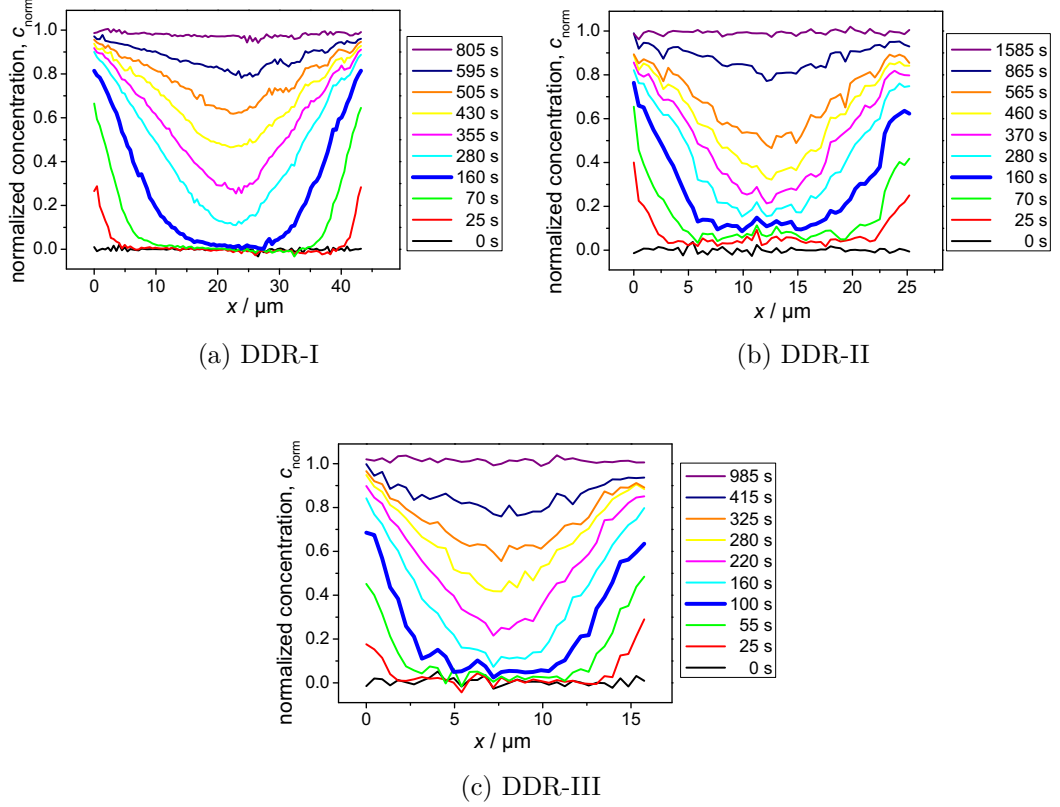 normalized concentration, c_norm
1.0
0.8
0.6
0.4
0.2
0.0
0 10 20 30 40
x / µm
805 s
595 s
505 s
430 s
355 s
280 s
160 s
70 s
25 s
0 s
(a) DDR-I
normalized concentration, c_norm
1.0
0.8
0.6
0.4
0.2
0.0
0 5 10 15 20 25
x / µm
1585 s
865 s
565 s
460 s
370 s
280 s
160 s
70 s
25 s
0 s
(b) DDR-II
normalized concentration, c_norm
1.0
0.8
0.6
0.4
0.2
0.0
0 5 10 15
x / µm
985 s
415 s
325 s
280 s
220 s
160 s
100 s
55 s
25 s
0 s
(c) DDR-III